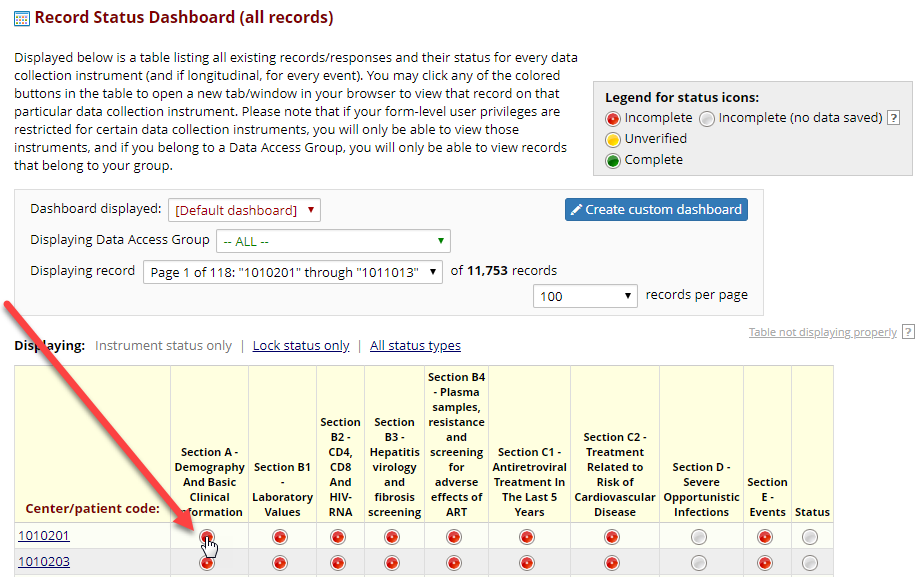 Record Status Dashboard (all records)
Displayed below is a table listing all existing records/responses and their status for every data
collection instrument (and if longitudinal, for every event). You may click any of the colored
buttons in the table to open a new tab/window in your browser to view that record on that
particular data collection instrument. Please note that if your form-level user privileges are
restricted for certain data collection instruments, you will only be able to view those
instruments, and if you belong to a Data Access Group, you will only be able to view records
that belong to your group.
Legend for status icons:
Incomplete Incomplete (no data saved) ?
Unverified
Complete
Dashboard displayed: [Default dashboard]
Create custom dashboard
Displaying Data Access Group -- ALL --
Displaying record Page 1 of 118: "1010201" through "1011013" of 11,753 records
100 records per page
Table not displaying properly ?
Displaying: Instrument status only | Lock status only | All status types
Center/patient code:
Section A -
Demography
And Basic
Clinical
Information
Section B1
-
Laboratory
Values
Section
B2 -
CD4,
CD8
And
HIV-
RNA
Section
B3 -
Hepatitis
virology
and
fibrosis
screening
Section B4
- Plasma
samples,
resistance
and
screening
for
adverse
effects of
ART
Section C1 -
Antiretroviral
Treatment In
The Last 5
Years
Section C2 -
Treatment
Related to
Risk of
Cardiovascular
Disease
Section D -
Severe
Opportunistic
Infections
Section
E -
Events
Status
1010201
1010203